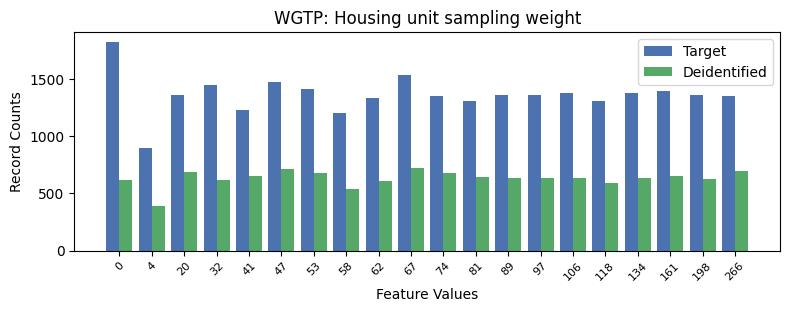 WGTP: Housing unit sampling weight
Target
Deidentified
Record Counts
1500
1000
500
0
0 4 20 32 41 47 53 58 62 67 74 81 89 97 106 118 134 161 198 266
Feature Values